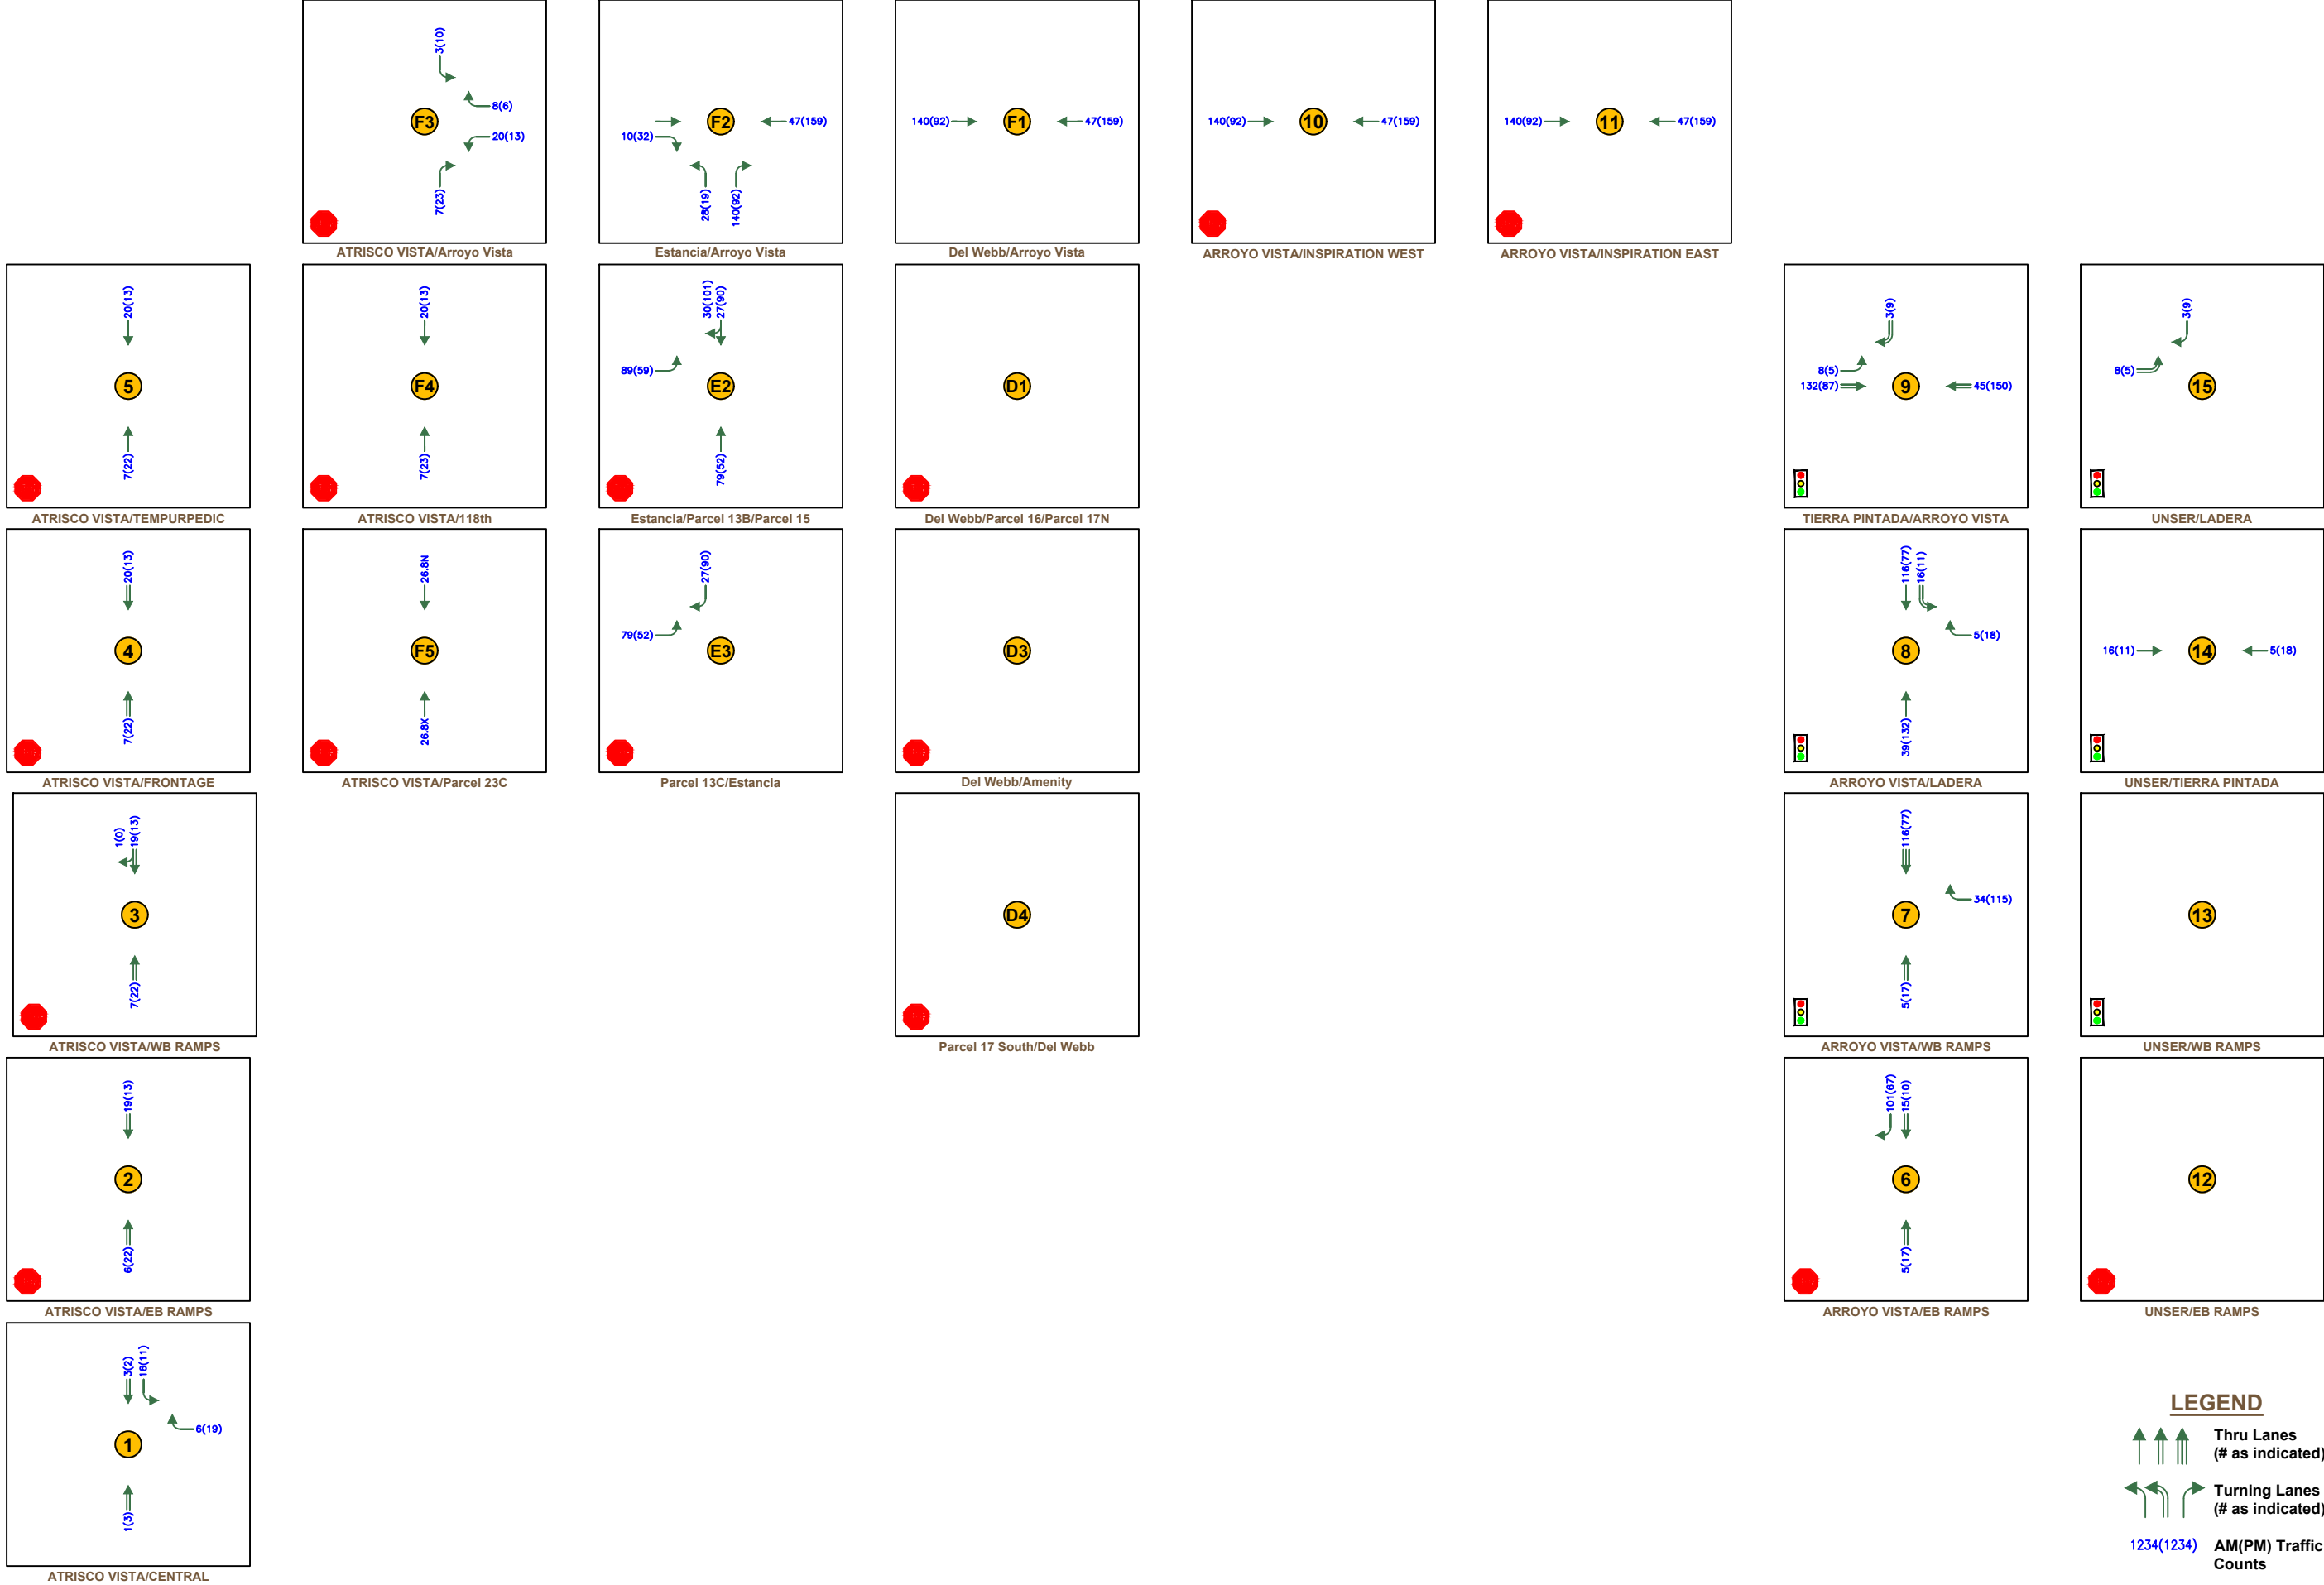 3(10)
8(6)
F3
20(13)
7(23)
ATRISCO VISTA/Arroyo Vista
F2
47(159)
10(32)
28(19)
140(92)
Estancia/Arroyo Vista
140(92)
F1
47(159)
Del Webb/Arroyo Vista
140(92)
10
47(159)
ARROYO VISTA/INSPIRATION WEST
140(92)
11
47(159)
ARROYO VISTA/INSPIRATION EAST
20(13)
5
7(22)
ATRISCO VISTA/TEMPURPEDIC
20(13)
F4
7(23)
ATRISCO VISTA/118th
30(101)
27(90)
89(59)
E2
79(52)
Estancia/Parcel 13B/Parcel 15
D1
Del Webb/Parcel 16/Parcel 17N
3(9)
8(5)
132(87)
9
45(150)
TIERRA PINTADA/ARROYO VISTA
3(9)
8(5)
15
UNSER/LADERA
20(13)
4
7(22)
ATRISCO VISTA/FRONTAGE
26.8N
F5
26.8X
ATRISCO VISTA/Parcel 23C
27(90)
79(52)
E3
Parcel 13C/Estancia
D3
Del Webb/Amenity
116(77)
16(11)
5(18)
8
39(132)
ARROYO VISTA/LADERA
16(11)
14
5(18)
UNSER/TIERRA PINTADA
1(0)
19(13)
3
7(22)
ATRISCO VISTA/WB RAMPS
D4
Parcel 17 South/Del Webb
116(77)
34(115)
7
5(17)
ARROYO VISTA/WB RAMPS
13
UNSER/WB RAMPS
19(13)
2
6(22)
ATRISCO VISTA/EB RAMPS
101(67)
15(10)
6
5(17)
ARROYO VISTA/EB RAMPS
12
UNSER/EB RAMPS
3(2)
16(11)
6(19)
1
1(3)
ATRISCO VISTA/CENTRAL
LEGEND
Thru Lanes
(# as indicated)
Turning Lanes
(# as indicated)
1234(1234) AM(PM) Traffic
Counts